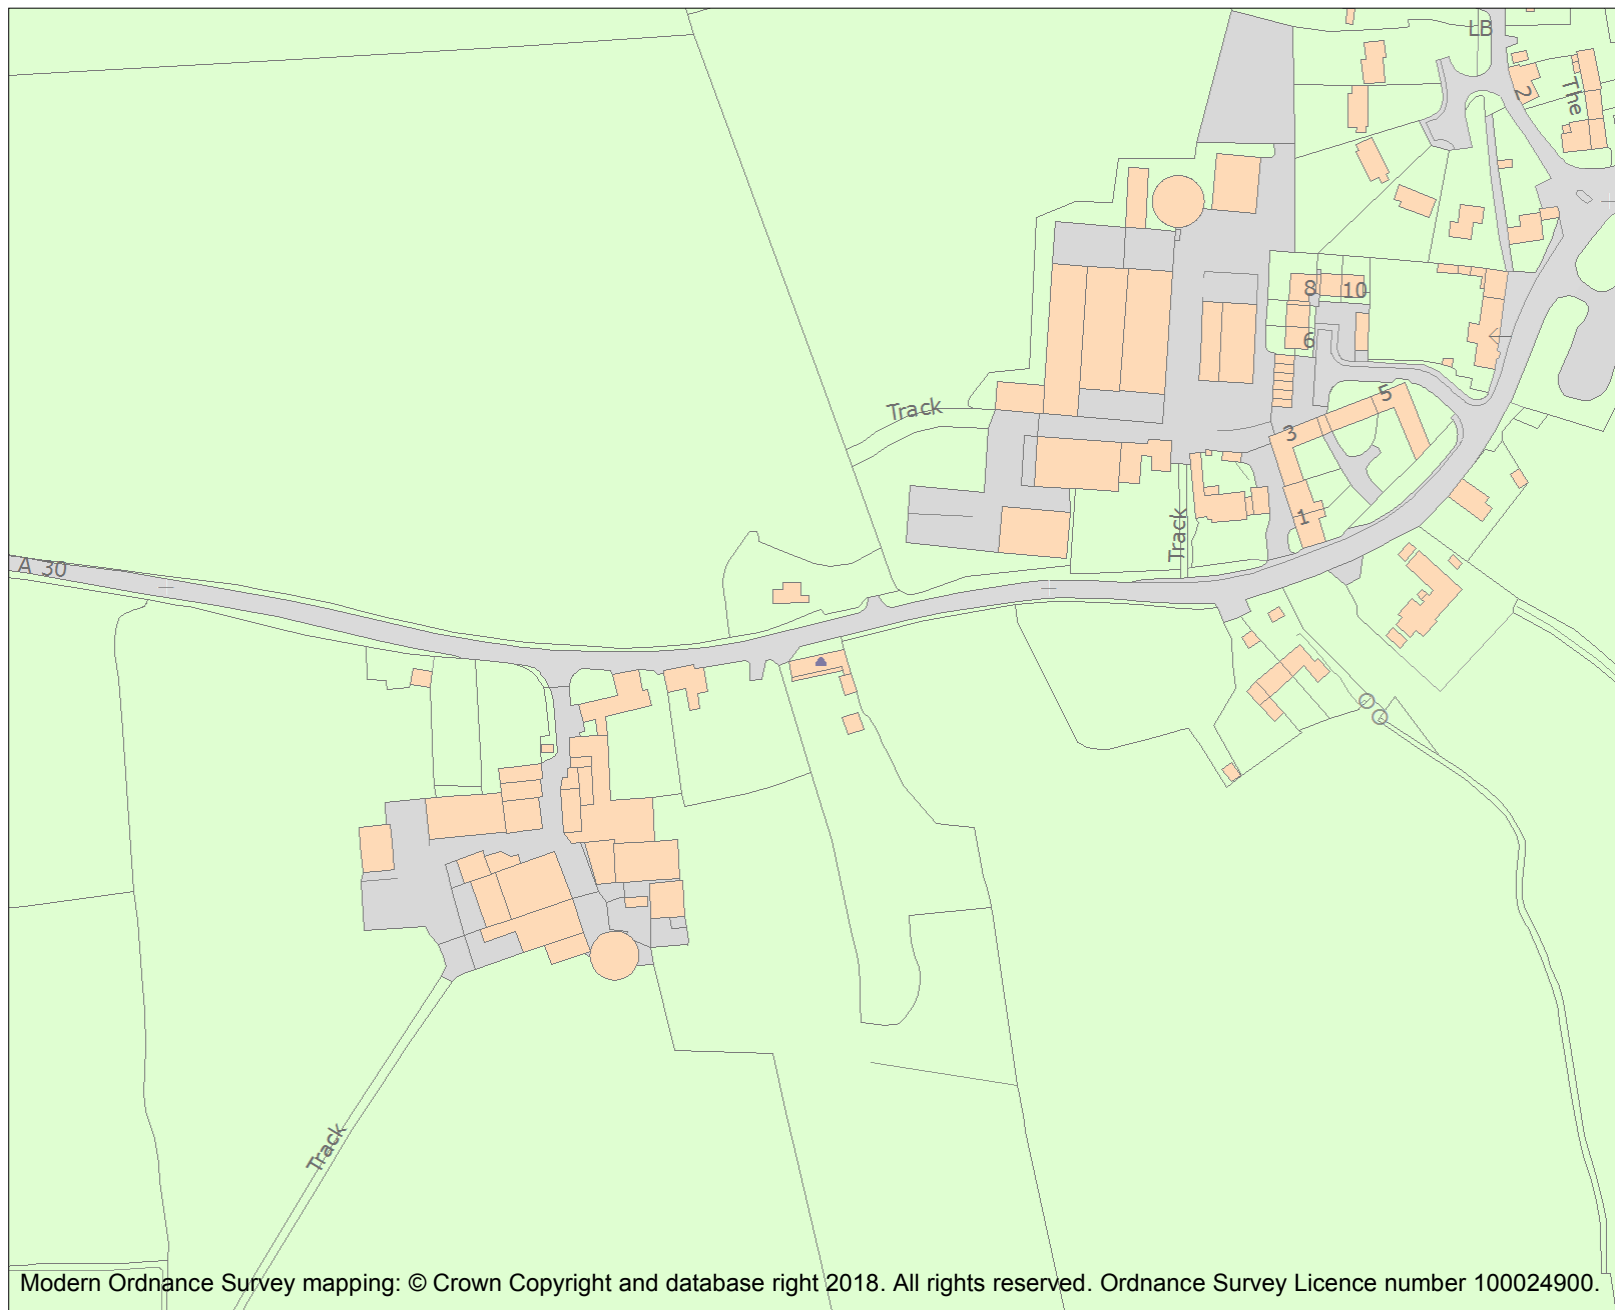 LB
2
The
8
10
6
5
Track
3
1
Track
A 30
Track
Modern Ordnance Survey mapping: © Crown Copyright and database right 2018. All rights reserved. Ordnance Survey Licence number 100024900.